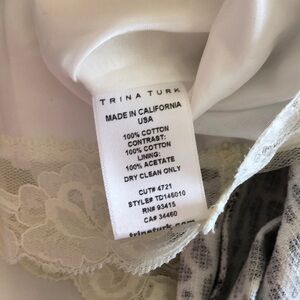 TRINA TURK
MADE IN CALIFORNIA
USA
100% COTTON
CONTRAST:
100% COTTON
LINING:
100% ACETATE
DRY CLEAN ONLY
CUT# 4721
STYLE# TD146010
RN# 93415
CA# 34460
trinaturk.com